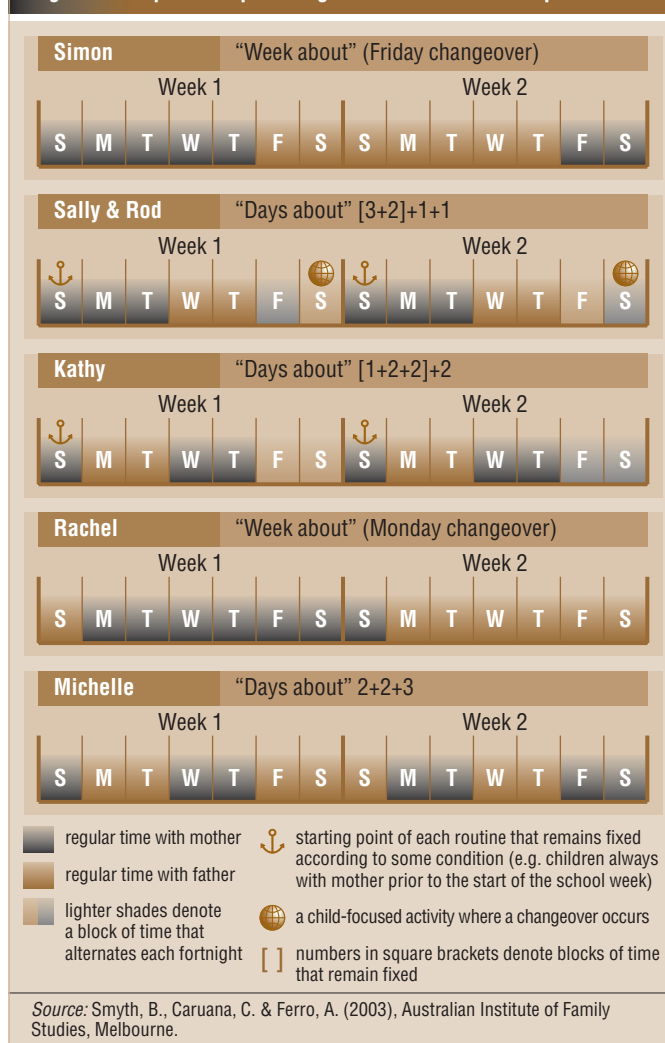 Simon “Week about” (Friday changeover)
Week 1 Week 2
S M T W T F S S M T W T F S
Sally & Rod “Days about” [3+2]+1+1
Week 1 Week 2
S M T W T F S S M T W T F S
Kathy “Days about” [1+2+2]+2
Week 1 Week 2
S M T W T F S S M T W T F S
Rachel “Week about” (Monday changeover)
Week 1 Week 2
S M T W T F S S M T W T F S
Michelle “Days about” 2+2+3
Week 1 Week 2
S M T W T F S S M T W T F S
regular time with mother
regular time with father
lighter shades denote
a block of time that
alternates each fortnight
starting point of each routine that remains fixed
according to some condition (e.g. children always
with mother prior to the start of the school week)
a child-focused activity where a changeover occurs
[ ] numbers in square brackets denote blocks of time
that remain fixed
Source: Smyth, B., Caruana, C. & Ferro, A. (2003), Australian Institute of Family
Studies, Melbourne.